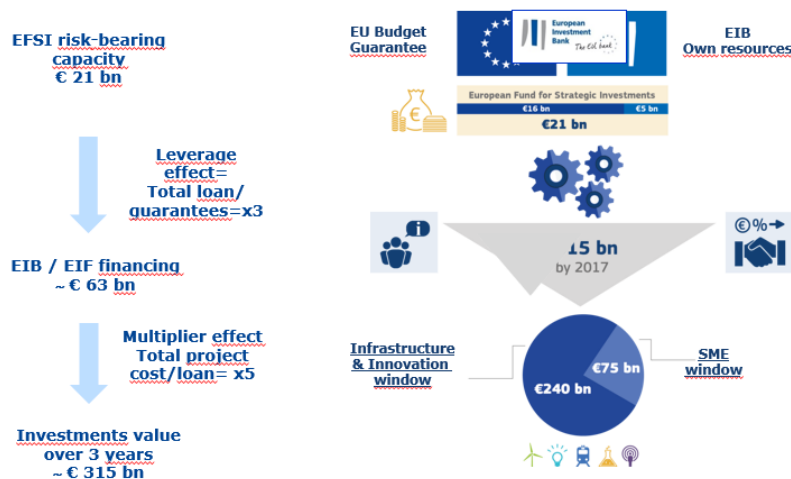 EFSI risk-bearing
capacity
€ 21 bn
Leverage
effect=
Total loan/
guarantees=x3
EIB / EIF financing
~ € 63 bn
Multiplier effect
Total project
cost/loan= x5
Investments value
over 3 years
~ € 315 bn
EU Budget
Guarantee
European
Investment
Bank
The EU bank
EIB
Own resources
European Fund for Strategic Investments
€16 bn €5 bn
€21 bn
15 bn
by 2017
Infrastructure
& Innovation
window
€240 bn
€75 bn
SME
window